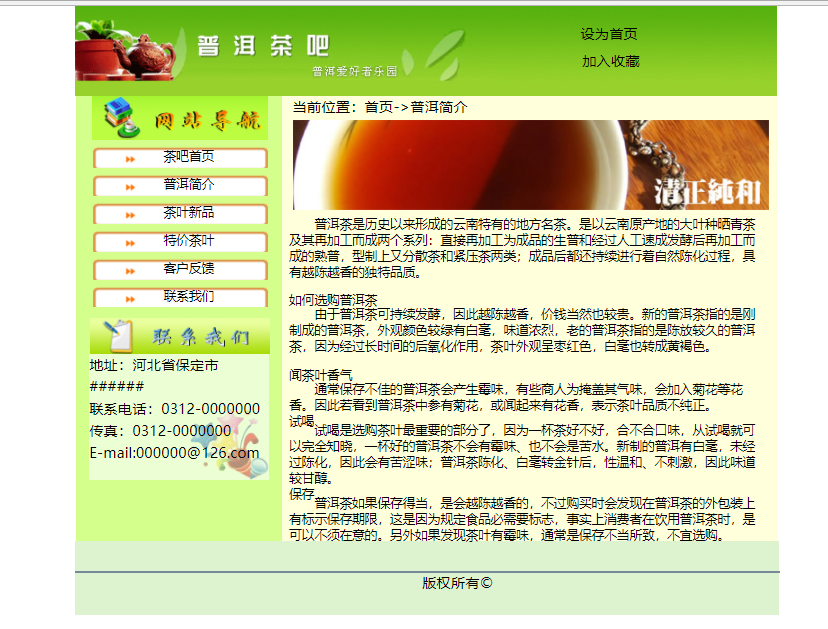 普洱茶吧
普洱爱好者乐园
设为首页
加入收藏
网站导航
茶吧首页
普洱简介
茶叶新品
特价茶叶
客户反馈
联系我们
联系我们
地址：河北省保定市
######
联系电话：0312-0000000
传真：0312-0000000
E-mail:000000@126.com
当前位置：首页->普洱简介
清正純和
普洱茶是历史以来形成的云南特有的地方名茶。是以云南原产地的大叶种晒青茶
及其再加工而成两个系列：直接再加工为成品的生普和经过人工速成发酵后再加工而
成的熟普，型制上又分散茶和紧压茶两类；成品后都还持续进行着自然陈化过程，具
有越陈越香的独特品质。
如何选购普洱茶
由于普洱茶可持续发酵，因此越陈越香，价钱当然也较贵。新的普洱茶指的是刚
制成的普洱茶，外观颜色较绿有白毫，味道浓烈，老的普洱茶指的是陈放较久的普洱
茶，因为经过长时间的后氧化作用，茶叶外观呈枣红色，白毫也转成黄褐色。
闻茶叶香气
通常保存不佳的普洱茶会产生霉味，有些商人为掩盖其气味，会加入菊花等花
香。因此若看到普洱茶中参有菊花，或闻起来有花香，表示茶叶品质不纯正。
试喝
试喝是选购茶叶最重要的部分了，因为一杯茶好不好，合不合口味，从试喝就可
以完全知晓，一杯好的普洱茶不会有霉味、也不会是苦水。新制的普洱有白毫，未经
过陈化，因此会有苦涩味；普洱茶陈化、白毫转金针后，性温和、不刺激，因此味道
较甘醇。
保存
普洱茶如果保存得当，是会越陈越香的，不过购买时会发现在普洱茶的外包装上
有标示保存期限，这是因为规定食品必需要标志，事实上消费者在饮用普洱茶时，是
可以不须在意的。另外如果发现茶叶有霉味，通常是保存不当所致，不宜选购。
版权所有©